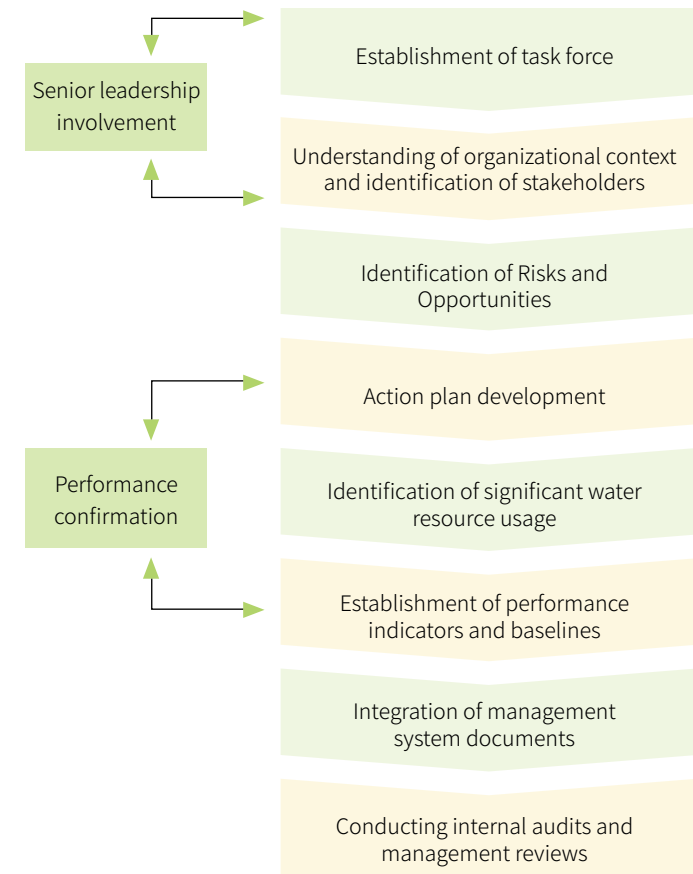 Establishment of task force
Senior leadership
involvement
Understanding of organizational context
and identification of stakeholders
Identification of Risks and
Opportunities
Action plan development
Performance
confirmation
Identification of significant water
resource usage
Establishment of performance
indicators and baselines
Integration of management
system documents
Conducting internal audits and
management reviews